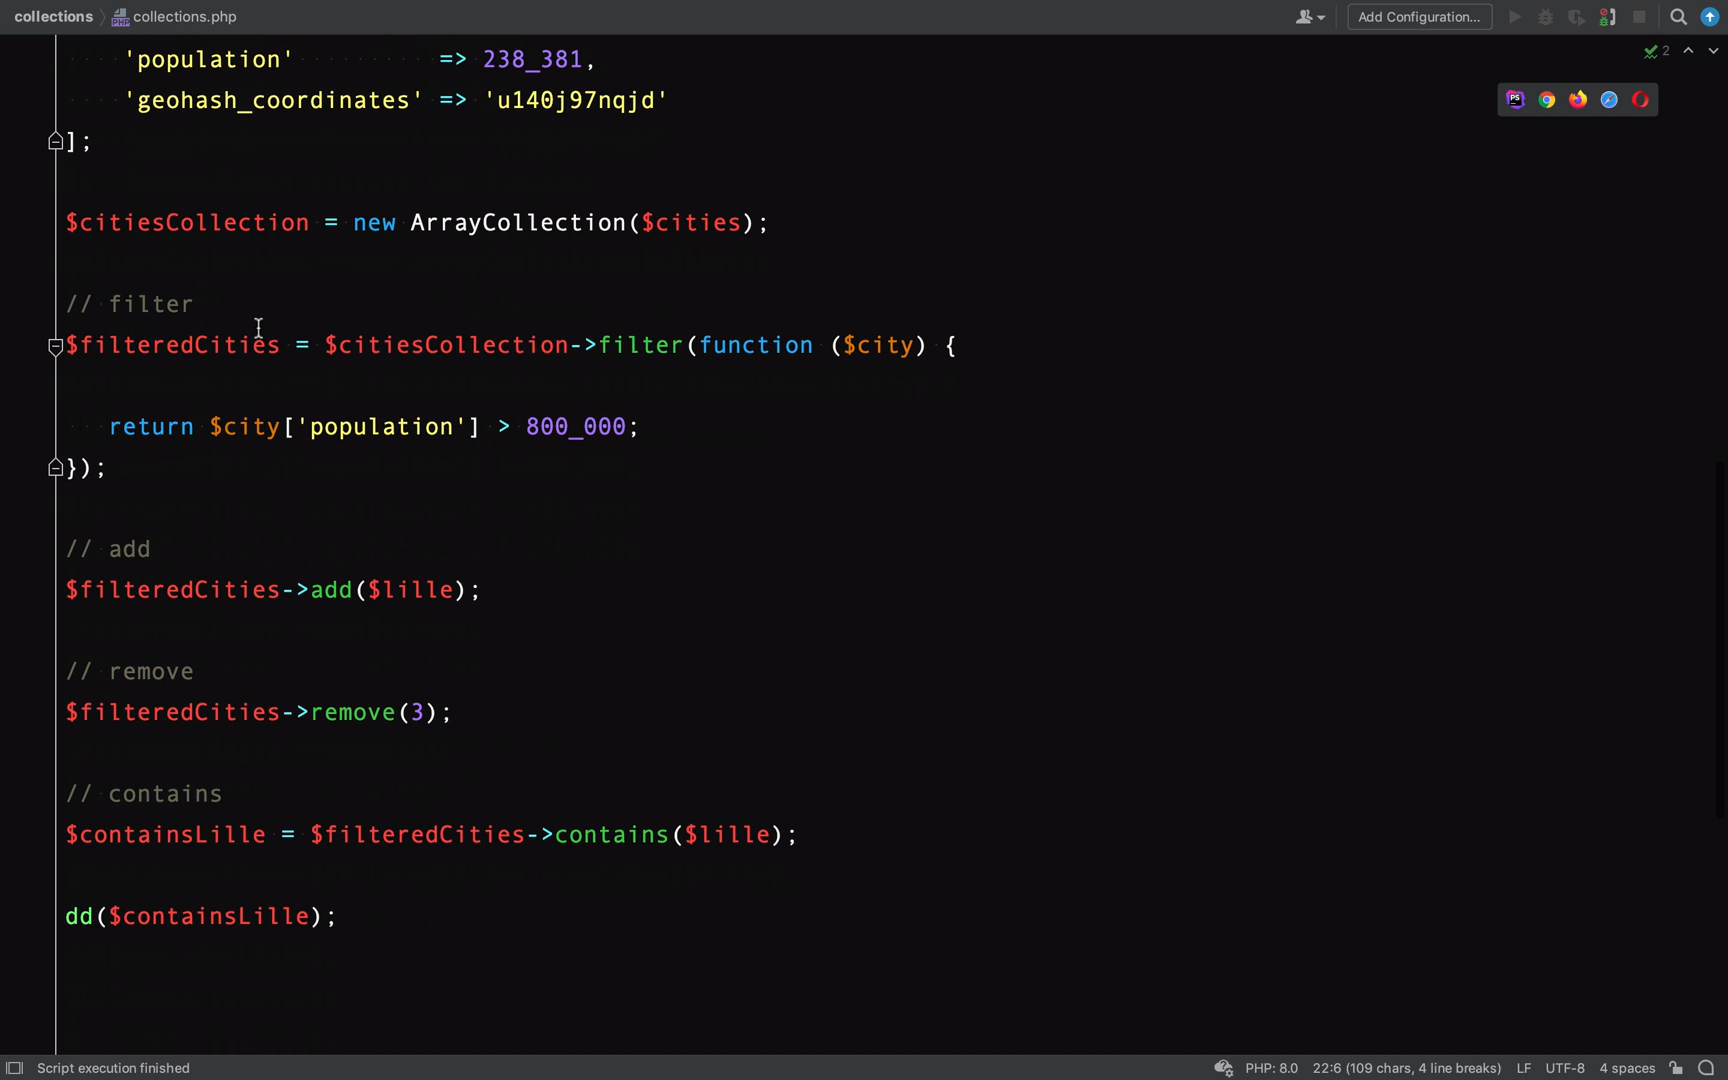 collections collections.php Add Configuration...
'population' => 238_381,
2
'geohash_coordinates' => 'u140j97nqjd'
PS
];
$citiesCollection = new ArrayCollection($cities);
// filter
$filteredCities = $citiesCollection->filter(function ($city) {
return $city['population'] > 800_000;
});
// add
$filteredCities->add($lille);
// remove
$filteredCities->remove(3);
// contains
$containsLille = $filteredCities->contains($lille);
dd($containsLille);
Script execution finished PHP: 8.0 22:6 (109 chars, 4 line breaks) LF UTF-8 4 spaces